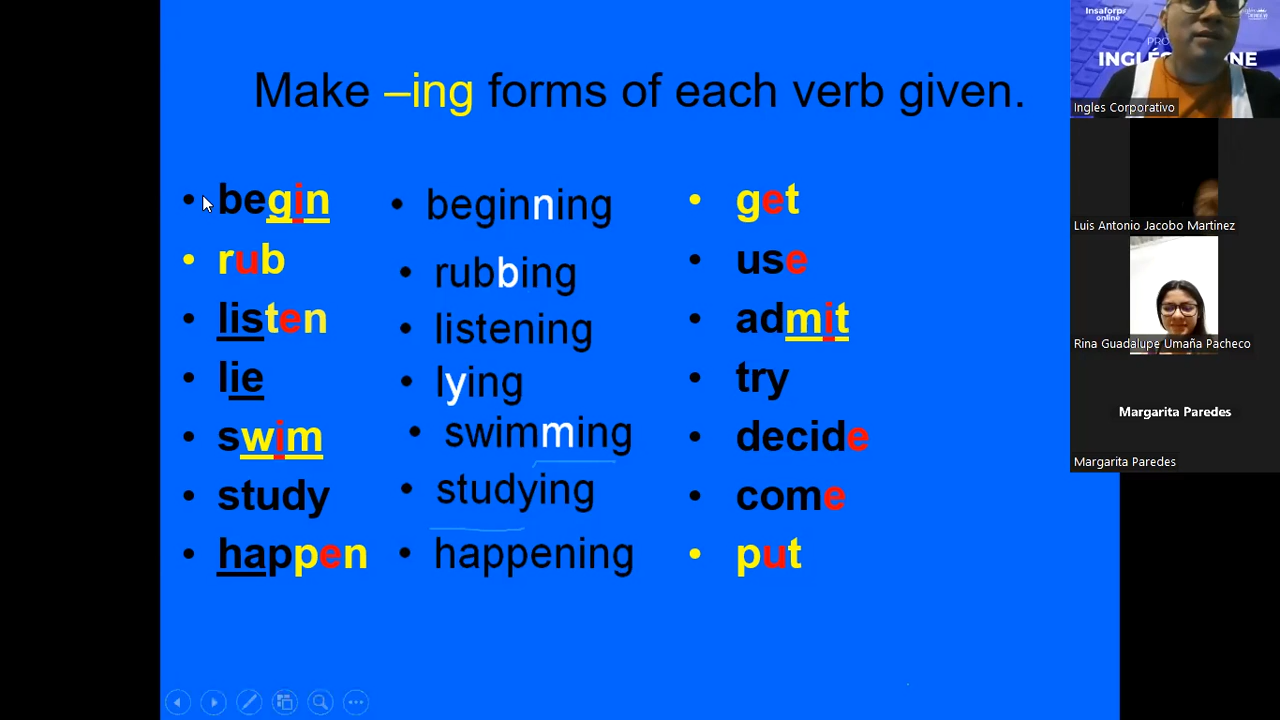 Make –ing forms of each verb given.
• begin
• rub
• listen
• lie
• swim
• study
• happen
• beginning
• rubbing
• listening
• lying
• swimming
• studying
• happening
• get
• use
• admit
• try
• decide
• come
• put
Insaforp
online
Ingles Corporativo
Luis Antonio Jacobo Martinez
Rina Guadalupe Umaña Pacheco
Margarita Paredes
Margarita Paredes